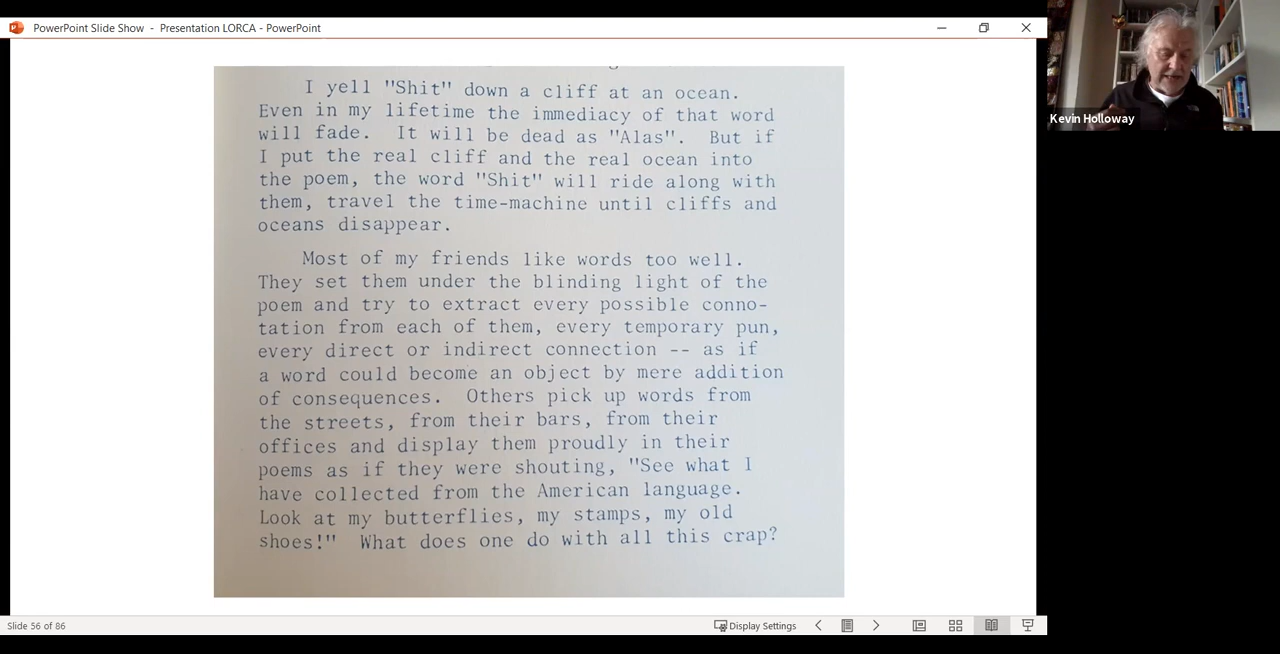 PowerPoint Slide Show - Presentation LORCA - PowerPoint
Kevin Holloway
I yell "Shit" down a cliff at an ocean.
Even in my lifetime the immediacy of that word
will fade. It will be dead as "Alas". But if
I put the real cliff and the real ocean into
the poem, the word "Shit" will ride along with
them, travel the time-machine until cliffs and
oceans disappear.
Most of my friends like words too well.
They set them under the blinding light of the
poem and try to extract every possible conno-
tation from each of them, every temporary pun,
every direct or indirect connection -- as if
a word could become an object by mere addition
of consequences. Others pick up words from
the streets, from their bars, from their
offices and display them proudly in their
poems as if they were shouting, "See what I
have collected from the American language.
Look at my butterflies, my stamps, my old
shoes!" What does one do with all this crap?
Slide 56 of 86
Display Settings